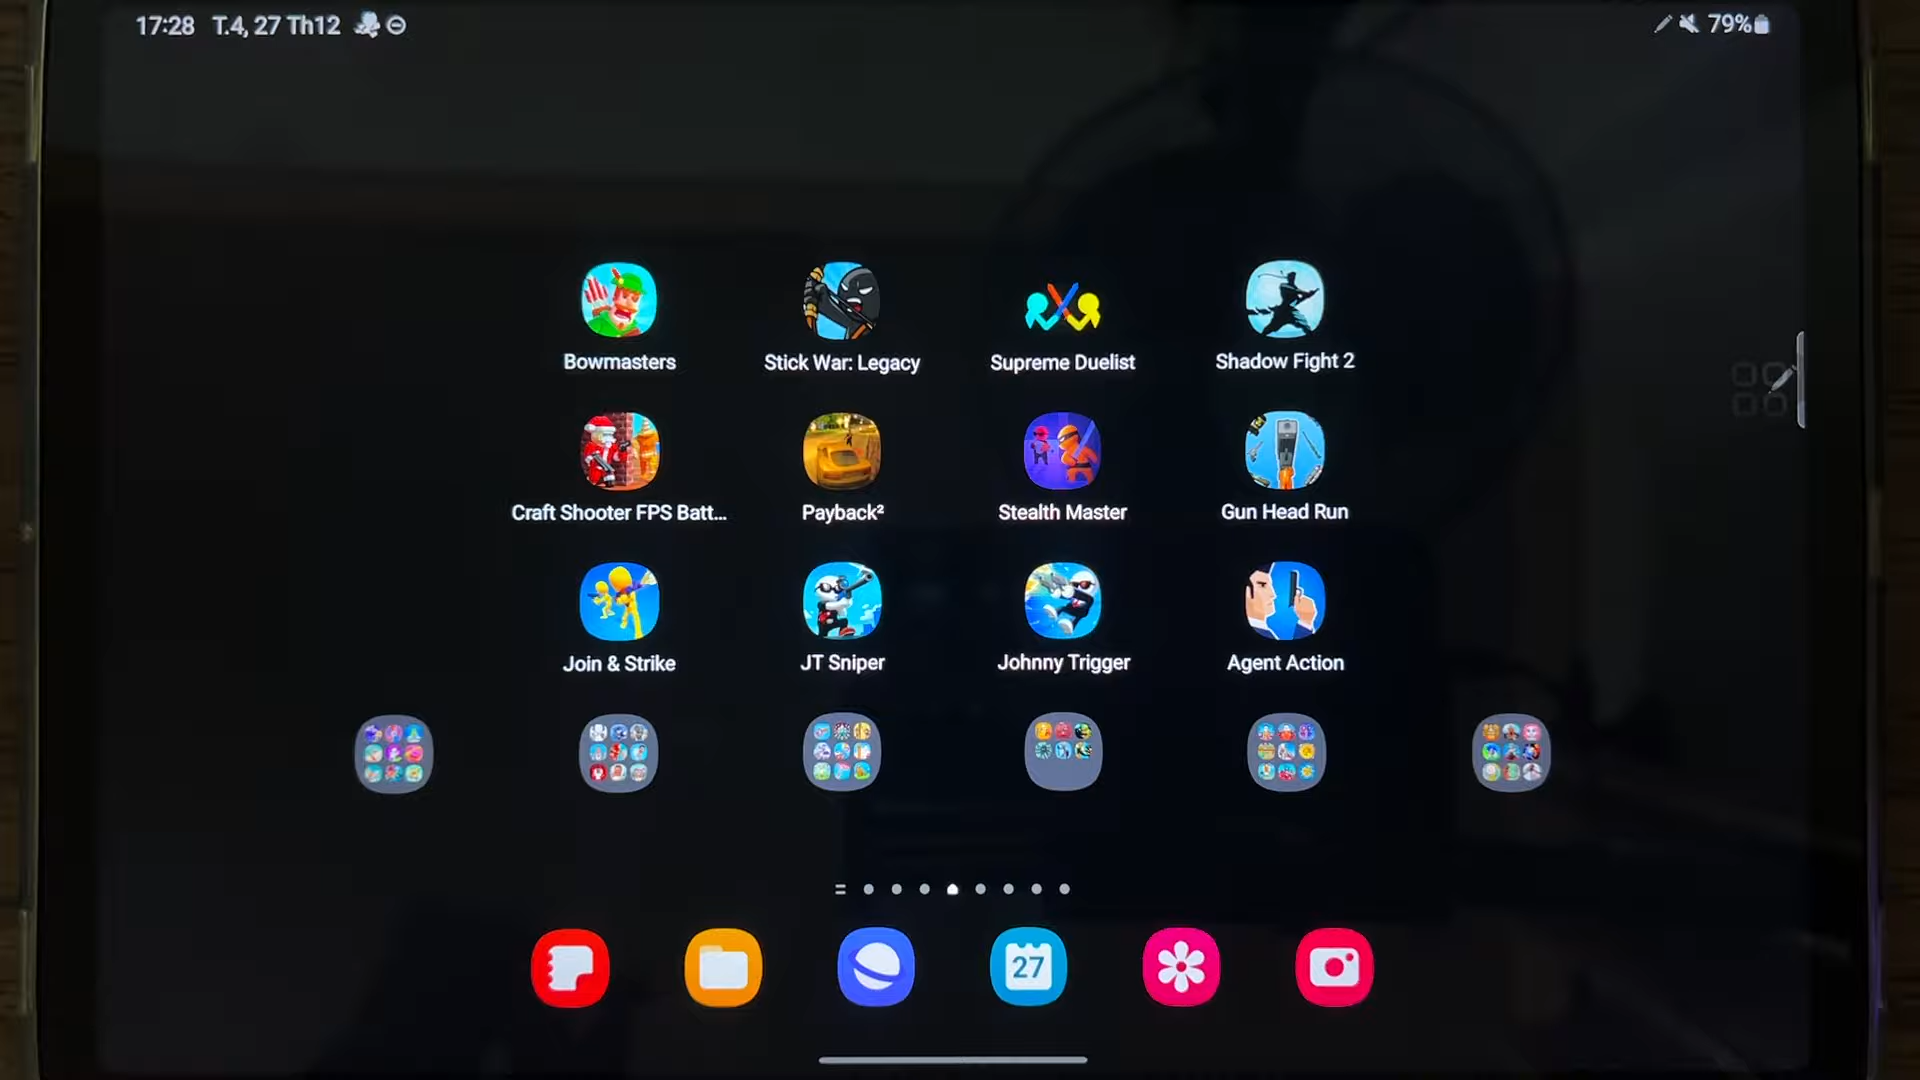 17:28 T.4, 27 Th12
79%
Bowmasters
Stick War: Legacy
Supreme Duelist
Shadow Fight 2
Craft Shooter FPS Batt...
Payback²
Stealth Master
Gun Head Run
Join & Strike
JT Sniper
Johnny Trigger
Agent Action
27